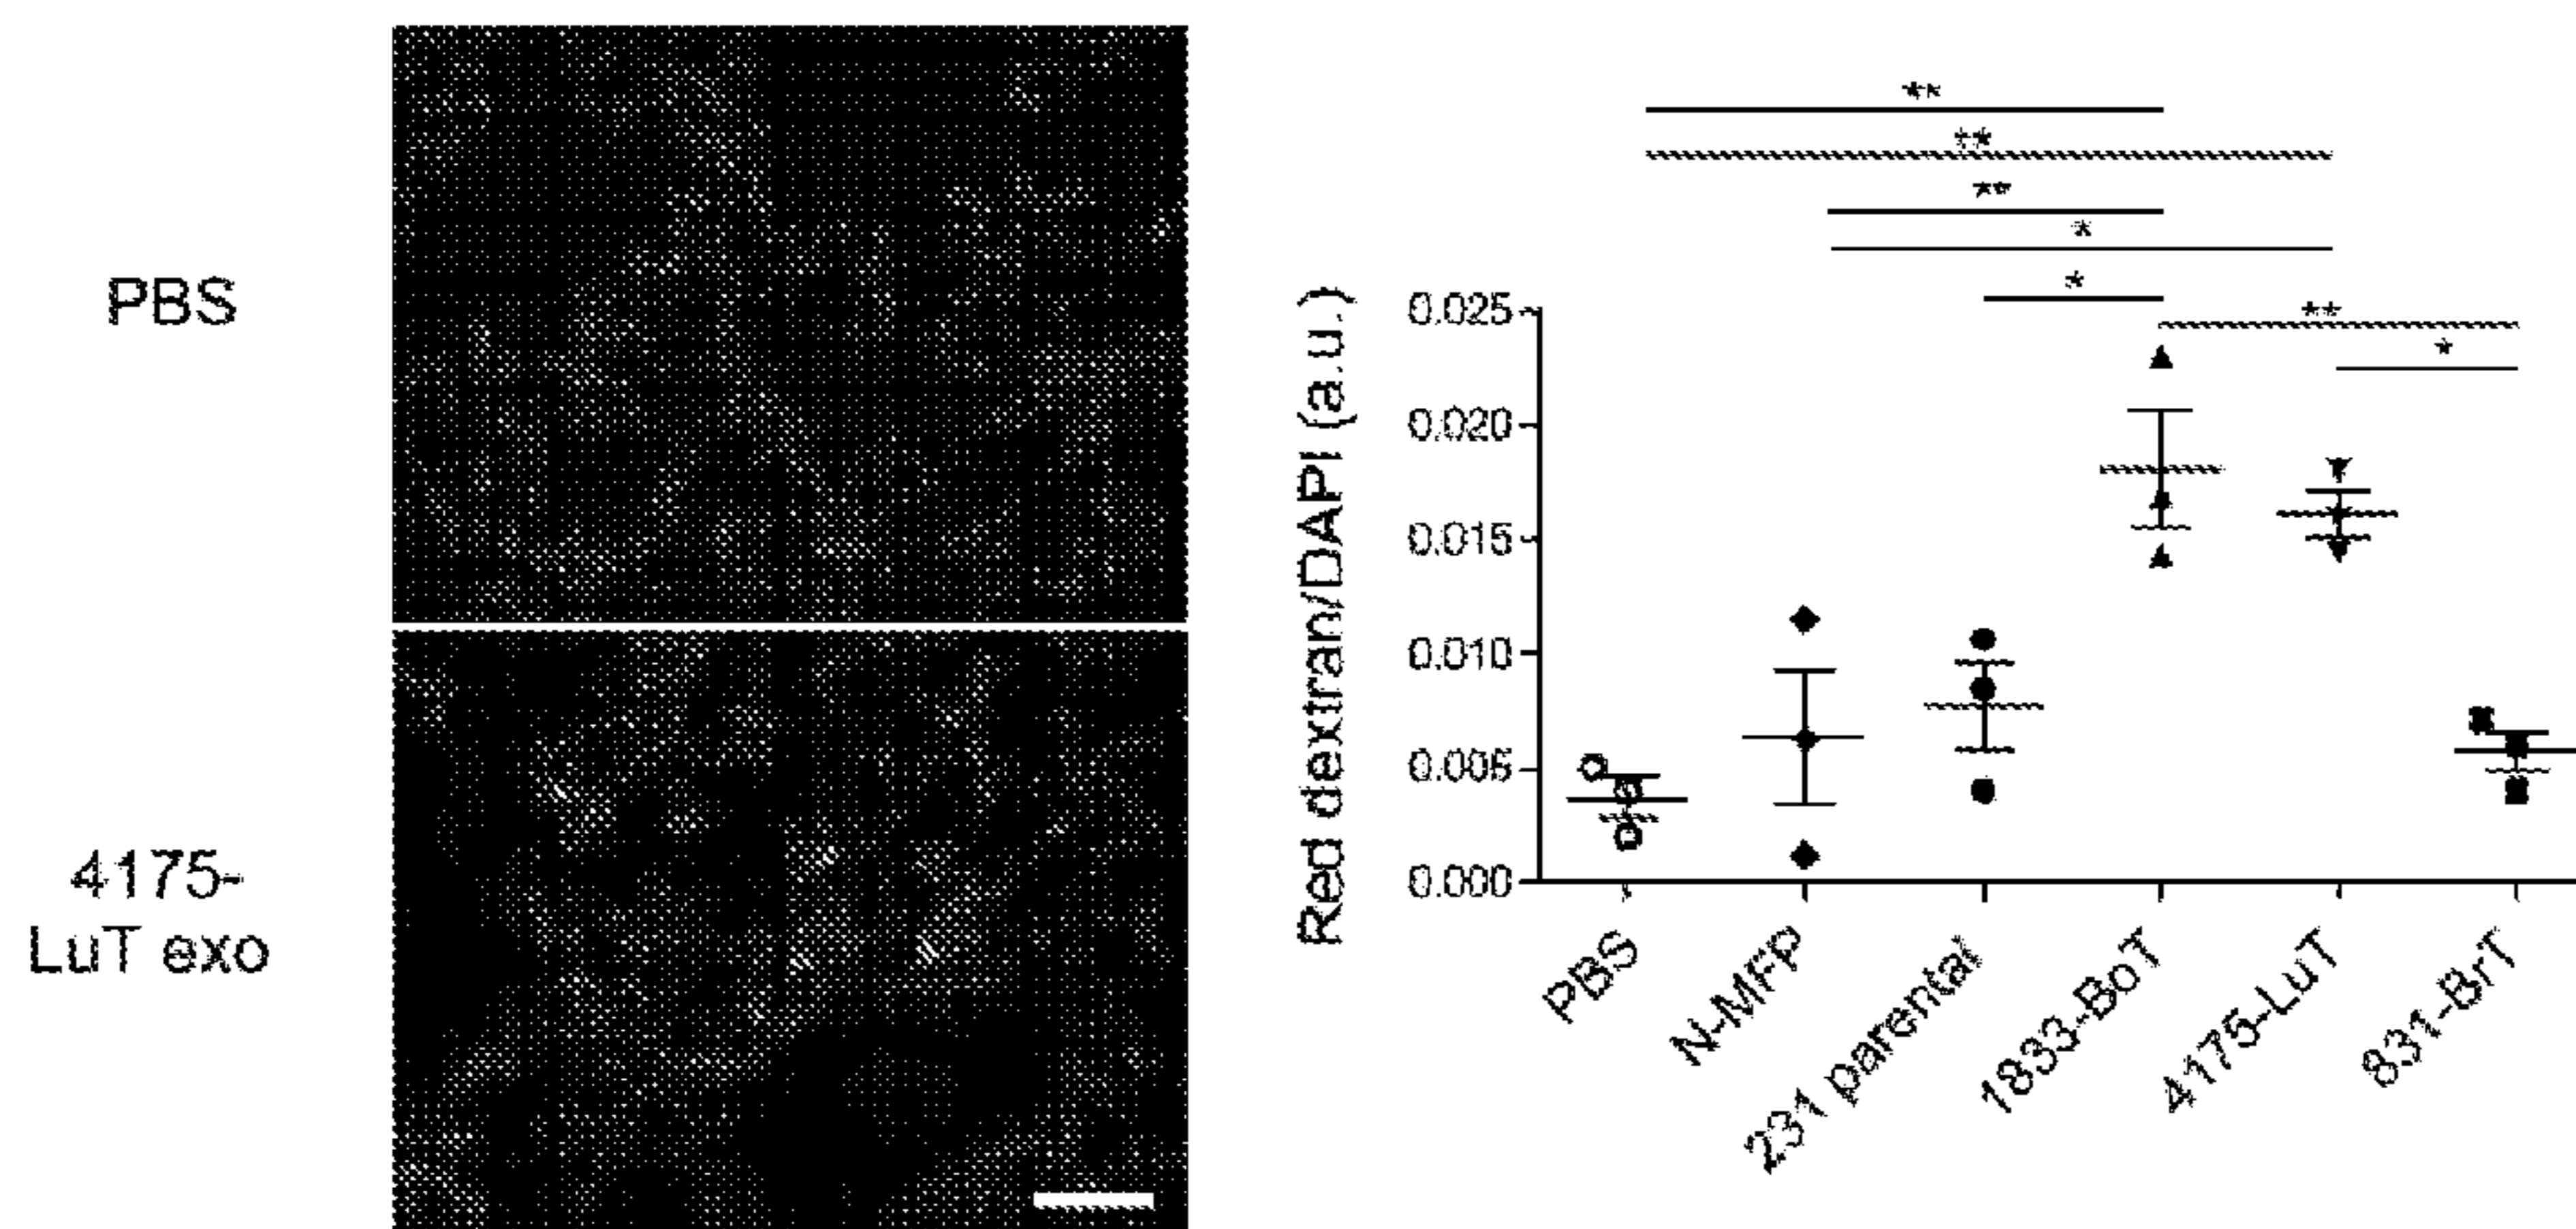 PBS
4175-
LuT exo
**
**
**
*
*
**
*
Red dextran/DAPI (a.u.)
0.025
0.020
0.015
0.010
0.005
0.000
PBS
N-MFP
231 parental
1833-BoT
4175-LuT
831-BrT